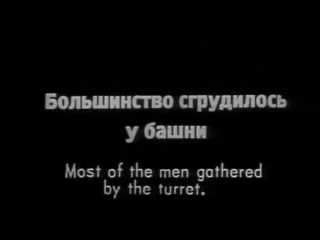 Большинство сгрудилось
у башни
Most of the men gathered
by the turret.